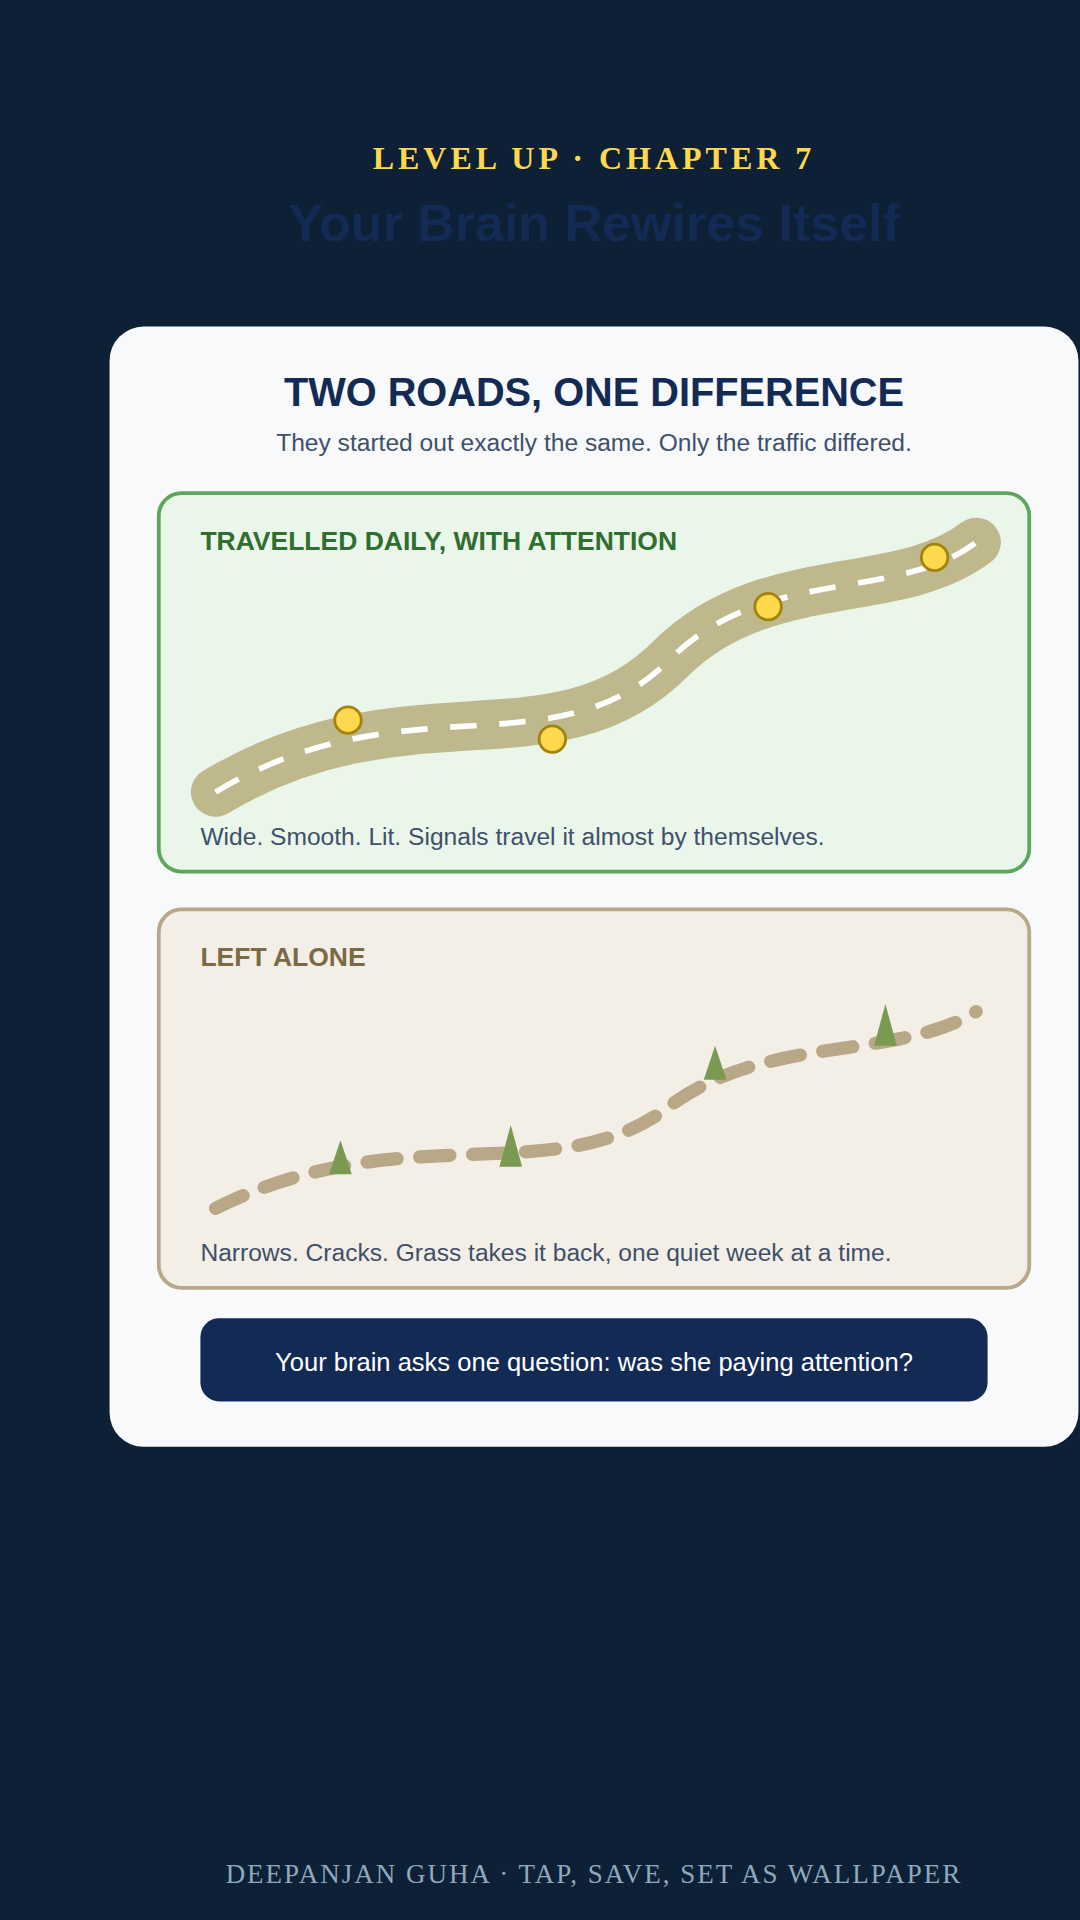 LEVEL UP · CHAPTER 7
Your Brain Rewires Itself
TWO ROADS, ONE DIFFERENCE
They started out exactly the same. Only the traffic differed.
TRAVELLED DAILY, WITH ATTENTION
Wide. Smooth. Lit. Signals travel it almost by themselves.
LEFT ALONE
Narrows. Cracks. Grass takes it back, one quiet week at a time.
Your brain asks one question: was she paying attention?
DEEPANJAN GUHA · TAP, SAVE, SET AS WALLPAPER